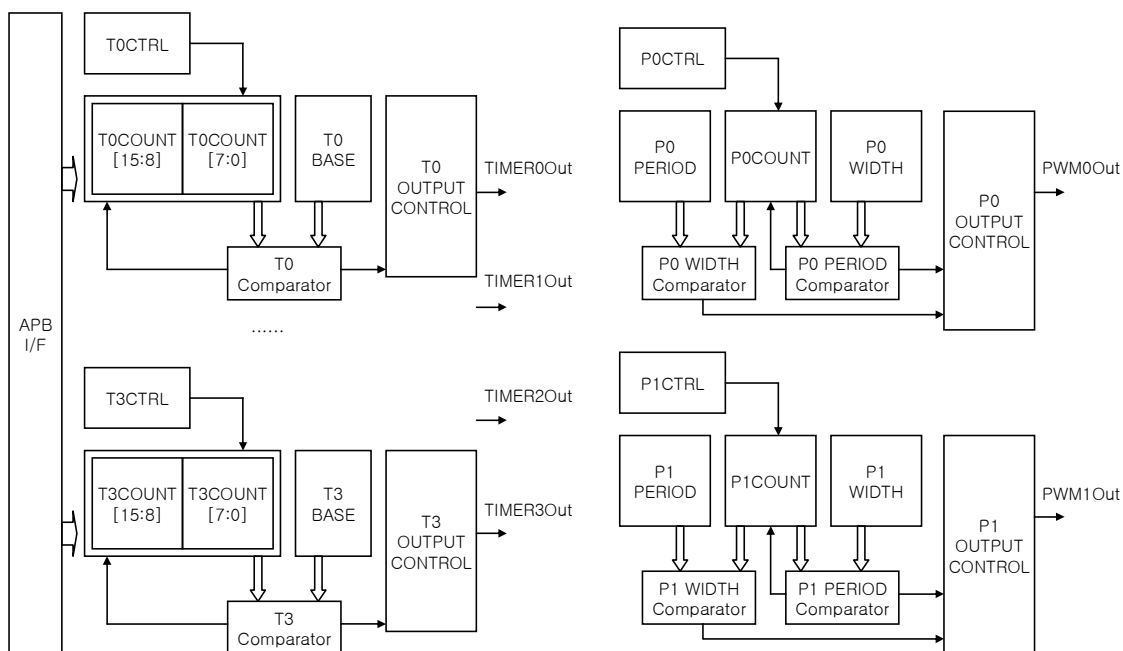 APB
I/F
T0CTRL
T0COUNT
[15:8]
T0COUNT
[7:0]
T0
BASE
T0
OUTPUT
CONTROL
T0
Comparator
TIMER0Out
TIMER1Out
......
T3CTRL
TIMER2Out
T3COUNT
[15:8]
T3COUNT
[7:0]
T3
BASE
T3
OUTPUT
CONTROL
T3
Comparator
TIMER3Out
P0CTRL
P0
PERIOD
P0COUNT
P0
WIDTH
P0
OUTPUT
CONTROL
P0 WIDTH
Comparator
P0 PERIOD
Comparator
PWM0Out
P1CTRL
P1
PERIOD
P1COUNT
P1
WIDTH
P1
OUTPUT
CONTROL
P1 WIDTH
Comparator
P1 PERIOD
Comparator
PWM1Out